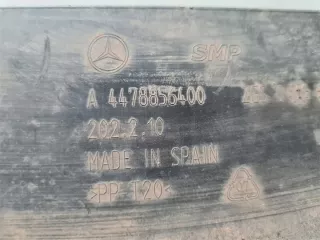 SMP
A 4478856400
202.2.10
MADE IN SPAIN
>PP-T20<